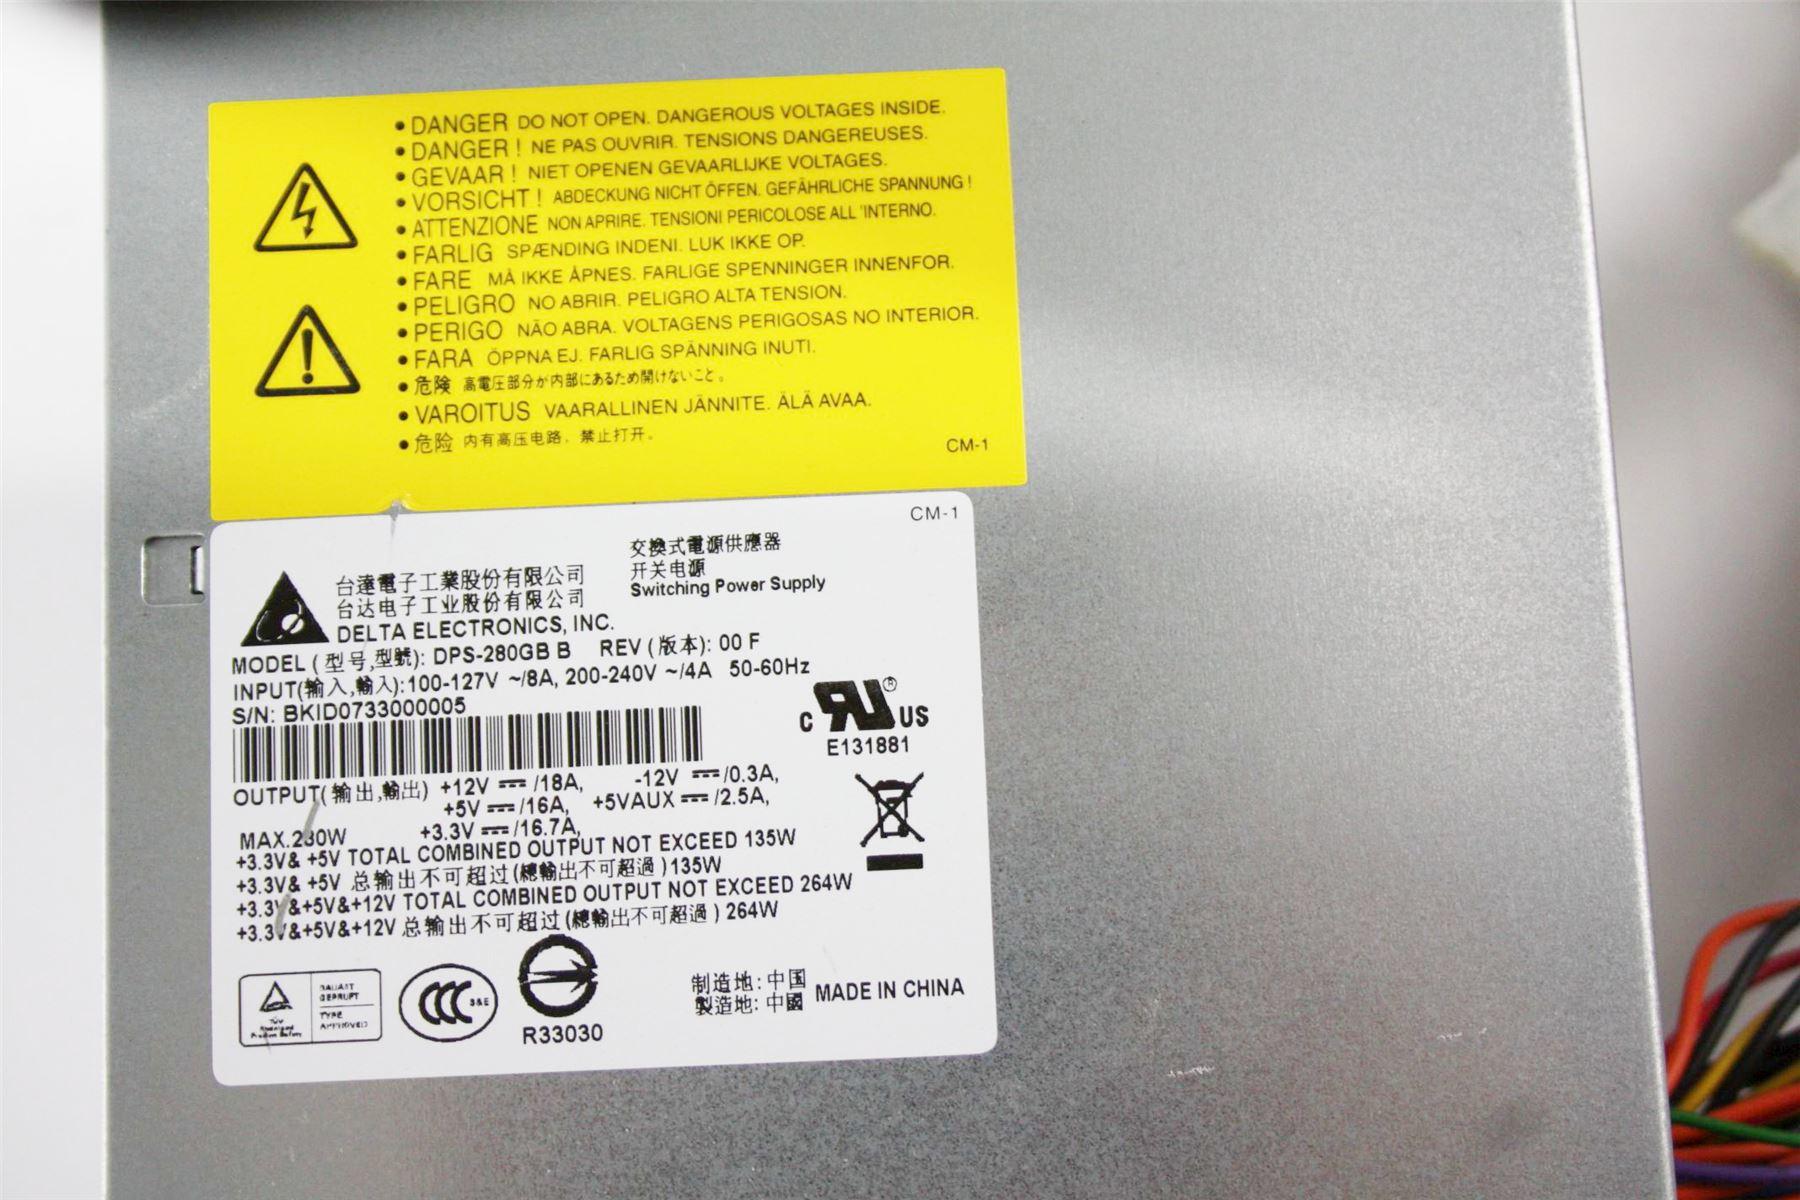 • DANGER DO NOT OPEN. DANGEROUS VOLTAGES INSIDE.
• DANGER ! NE PAS OUVRIR. TENSIONS DANGEREUSES.
• GEVAAR ! NIET OPENEN GEVAARLIJKE VOLTAGES.
• VORSICHT ! ABDECKUNG NICHT ÖFFEN. GEFÄHRLICHE SPANNUNG !
• ATTENZIONE NON APRIRE. TENSIONI PERICOLOSE ALL'INTERNO.
• FARLIG SPÆNDING INDENI. LUK IKKE OP.
• FARE MÅ IKKE ÅPNES. FARLIGE SPENNINGER INNENFOR.
• PELIGRO NO ABRIR. PELIGRO ALTA TENSION.
• PERIGO NÃO ABRA. VOLTAGENS PERIGOSAS NO INTERIOR.
• FARA ÖPPNA EJ. FARLIG SPÄNNING INUTI.
• 危険 高電圧部分が内部にあるため開けないこと。
• VAROITUS VAARALLINEN JÄNNITE. ÄLÄ AVAA.
• 危险 内有高压电路，禁止打开。
CM-1
CM-1
交換式電源供應器
开关电源
Switching Power Supply
台達電子工業股份有限公司
台达电子工业股份有限公司
DELTA ELECTRONICS, INC.
MODEL (型号,型號): DPS-280GB B REV (版本): 00 F
INPUT(输入,輸入):100-127V ~/8A, 200-240V ~/4A 50-60Hz
S/N: BKID0733000005
C RU ® US
E131881
OUTPUT(输出,輸出) +12V ⎓/18A, -12V ⎓/0.3A,
+5V ⎓/16A, +5VAUX ⎓/2.5A,
MAX.280W +3.3V ⎓/16.7A,
+3.3V& +5V TOTAL COMBINED OUTPUT NOT EXCEED 135W
+3.3V& +5V 总输出不可超过(總輸出不可超過)135W
+3.3V&+5V&+12V TOTAL COMBINED OUTPUT NOT EXCEED 264W
+3.3V&+5V&+12V 总输出不可超过(總輸出不可超過) 264W
TÜV
Rheinland
Product Safety
BAUART
GEPRÜFT
TYPE
APPROVED
CCC S&E
R33030
制造地: 中国
製造地: 中國
MADE IN CHINA